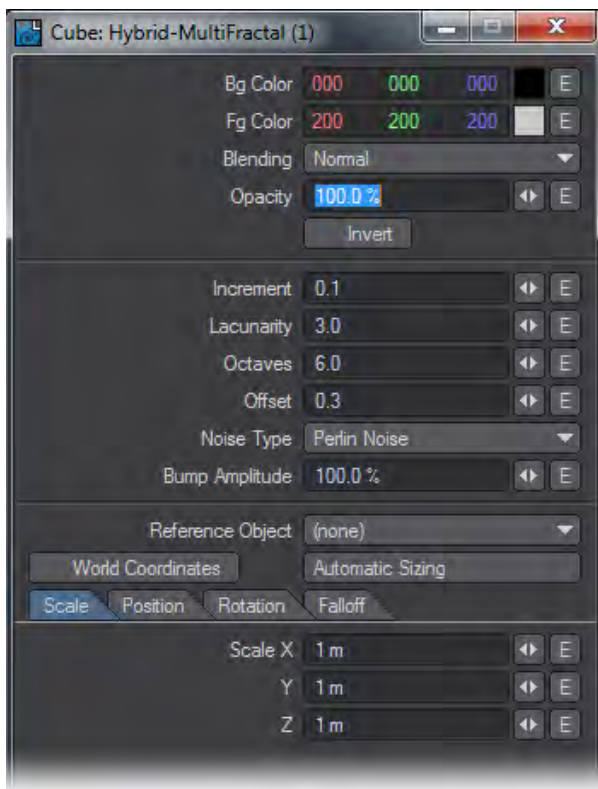 Cube: Hybrid-MultiFractal (1)
Bg Color 000 000 000 E
Fg Color 200 200 200 E
Blending Normal
Opacity 100.0 % E
Invert
Increment 0.1 E
Lacunarity 3.0 E
Octaves 6.0 E
Offset 0.3 E
Noise Type Perlin Noise
Bump Amplitude 100.0 % E
Reference Object (none)
World Coordinates Automatic Sizing
Scale Position Rotation Falloff
Scale X 1 m E
Y 1 m E
Z 1 m E